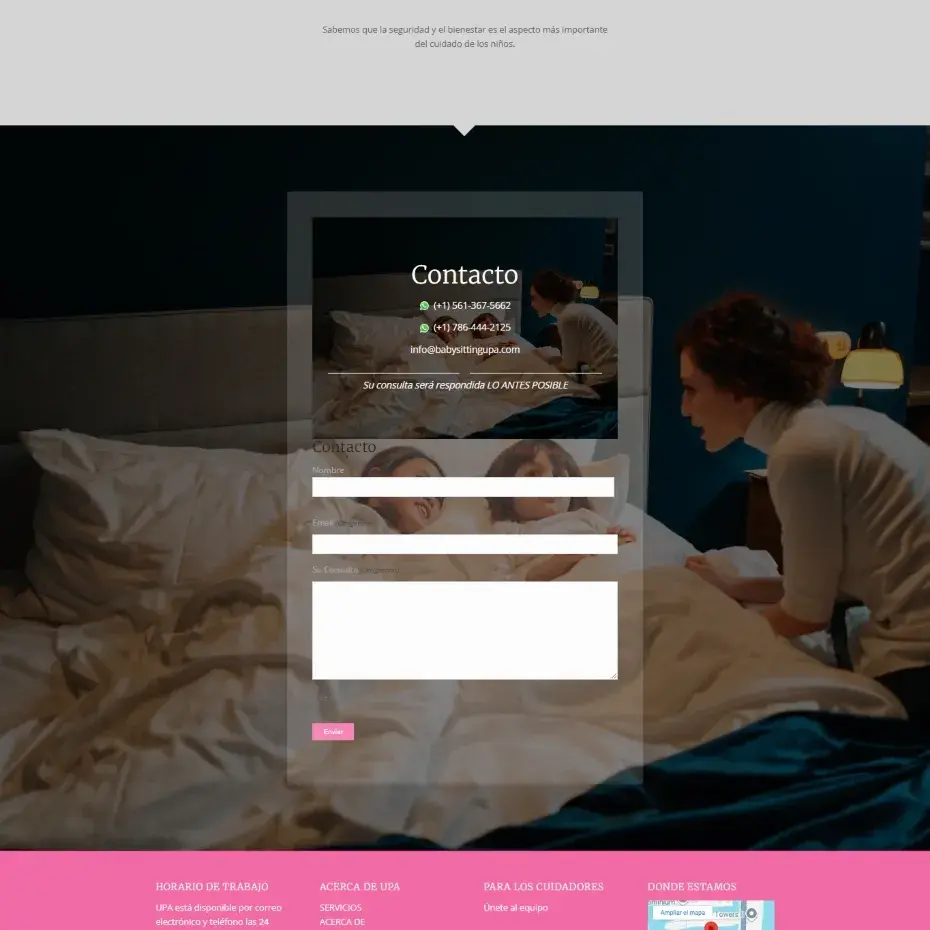 Sabemos que la seguridad y el bienestar es el aspecto más importante
del cuidado de los niños.
Contacto
(+1) 561-367-5662
(+1) 786-444-2125
info@babysittingupa.com
Su consulta será respondida LO ANTES POSIBLE
Contacto
Nombre
Email
Su Consulta
Enviar
HORARIO DE TRABAJO
UPA está disponible por correo
electrónico y teléfono las 24
ACERCA DE UPA
SERVICIOS
ACERCA DE
PARA LOS CUIDADORES
Únete al equipo
DONDE ESTAMOS
Ampliar el mapa
Towers